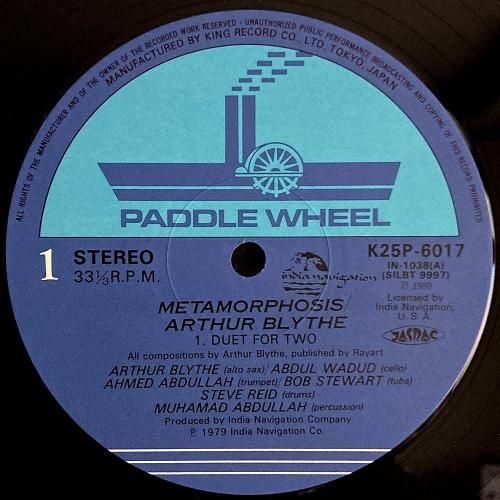 ALL RIGHTS OF THE MANUFACTURER AND OF THE OWNER OF THE RECORDED WORK RESERVED · UNAUTHORIZED PUBLIC PERFORMANCE BROADCASTING AND COPYING OF THIS RECORD PROHIBITED
MANUFACTURED BY KING RECORD CO., LTD, TOKYO, JAPAN
PADDLE WHEEL
1 STEREO
33⅓ R.P.M.
K25P-6017
IN-1038(A)
(SILBT 9997)
Ⓟ 1980
Licensed by
India Navigation,
U. S. A.
JASRAC
india navigation
METAMORPHOSIS/
ARTHUR BLYTHE
1. DUET FOR TWO
All compositions by Arthur Blythe, published by Rayart
ARTHUR BLYTHE (alto sax)/ABDUL WADUD (cello)
AHMED ABDULLAH (trumpet)/BOB STEWART (tuba)
STEVE REID (drums)
MUHAMAD ABDULLAH (percussion)
Produced by India Navigation Company
Ⓟ 1979 India Navigation Co.